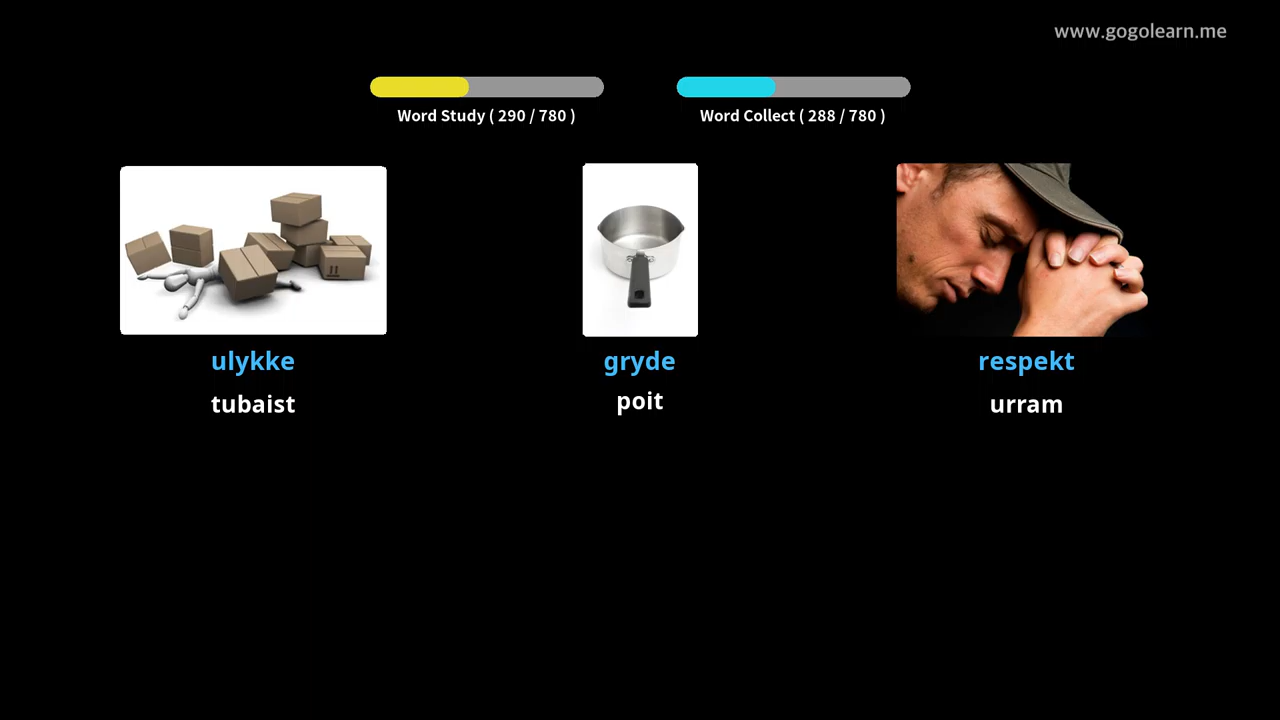 www.gogolearn.me
Word Study ( 290 / 780 )
Word Collect ( 288 / 780 )
ulykke
gryde
respekt
tubaist
poit
urram